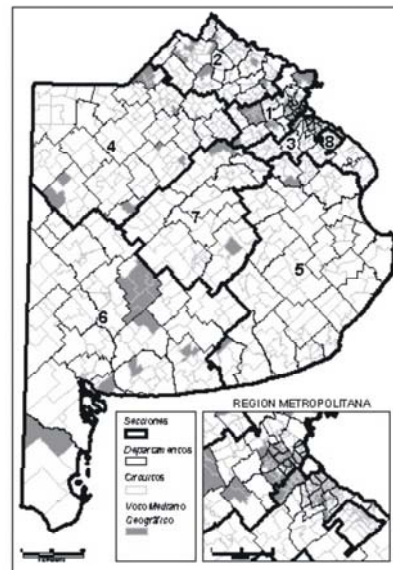 2
1
4
3
8
7
5
6
REGION METROPOLITANA
Secciones
Departamentos
Circuitos
Voto Mediano
Geográfico